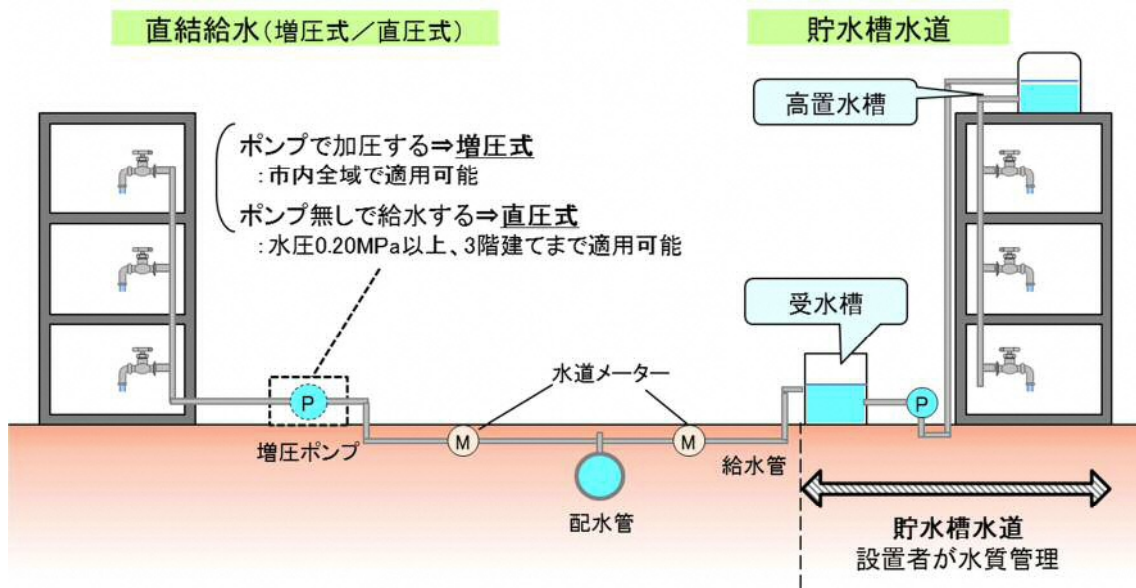 直結給水（増圧式／直圧式）
貯水槽水道
高置水槽
ポンプで加圧する⇒増圧式
：市内全域で適用可能
ポンプ無しで給水する⇒直圧式
：水圧0.20MPa以上、3階建てまで適用可能
受水槽
水道メーター
P
P
増圧ポンプ
M
M
給水管
配水管
貯水槽水道
設置者が水質管理